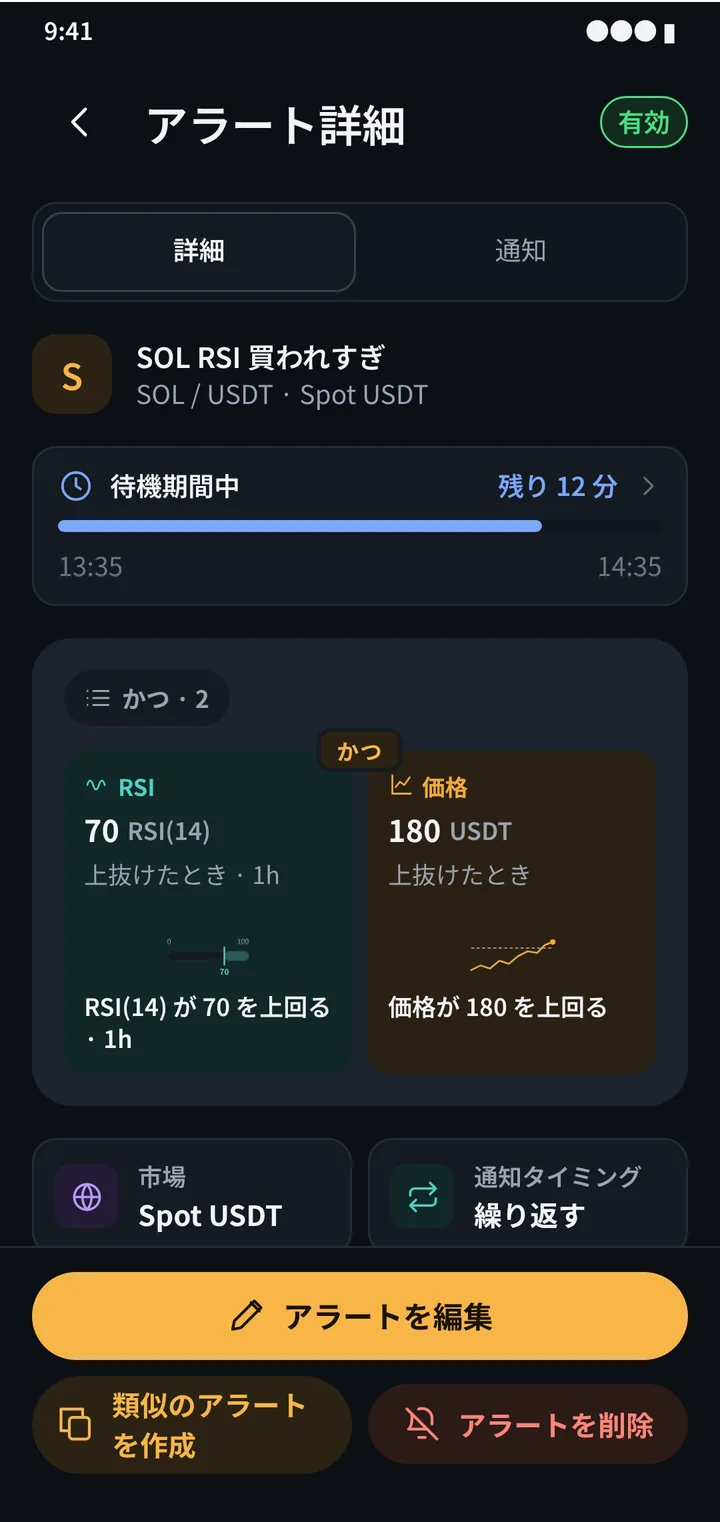 9:41
アラート詳細
有効
詳細
通知
S
SOL RSI 買われすぎ
SOL / USDT · Spot USDT
待機期間中
残り 12 分
13:35
14:35
かつ · 2
かつ
RSI
70 RSI(14)
上抜けたとき · 1h
0
100
70
RSI(14) が 70 を上回る
· 1h
価格
180 USDT
上抜けたとき
価格が 180 を上回る
市場
Spot USDT
通知タイミング
繰り返す
アラートを編集
類似のアラート
を作成
アラートを削除